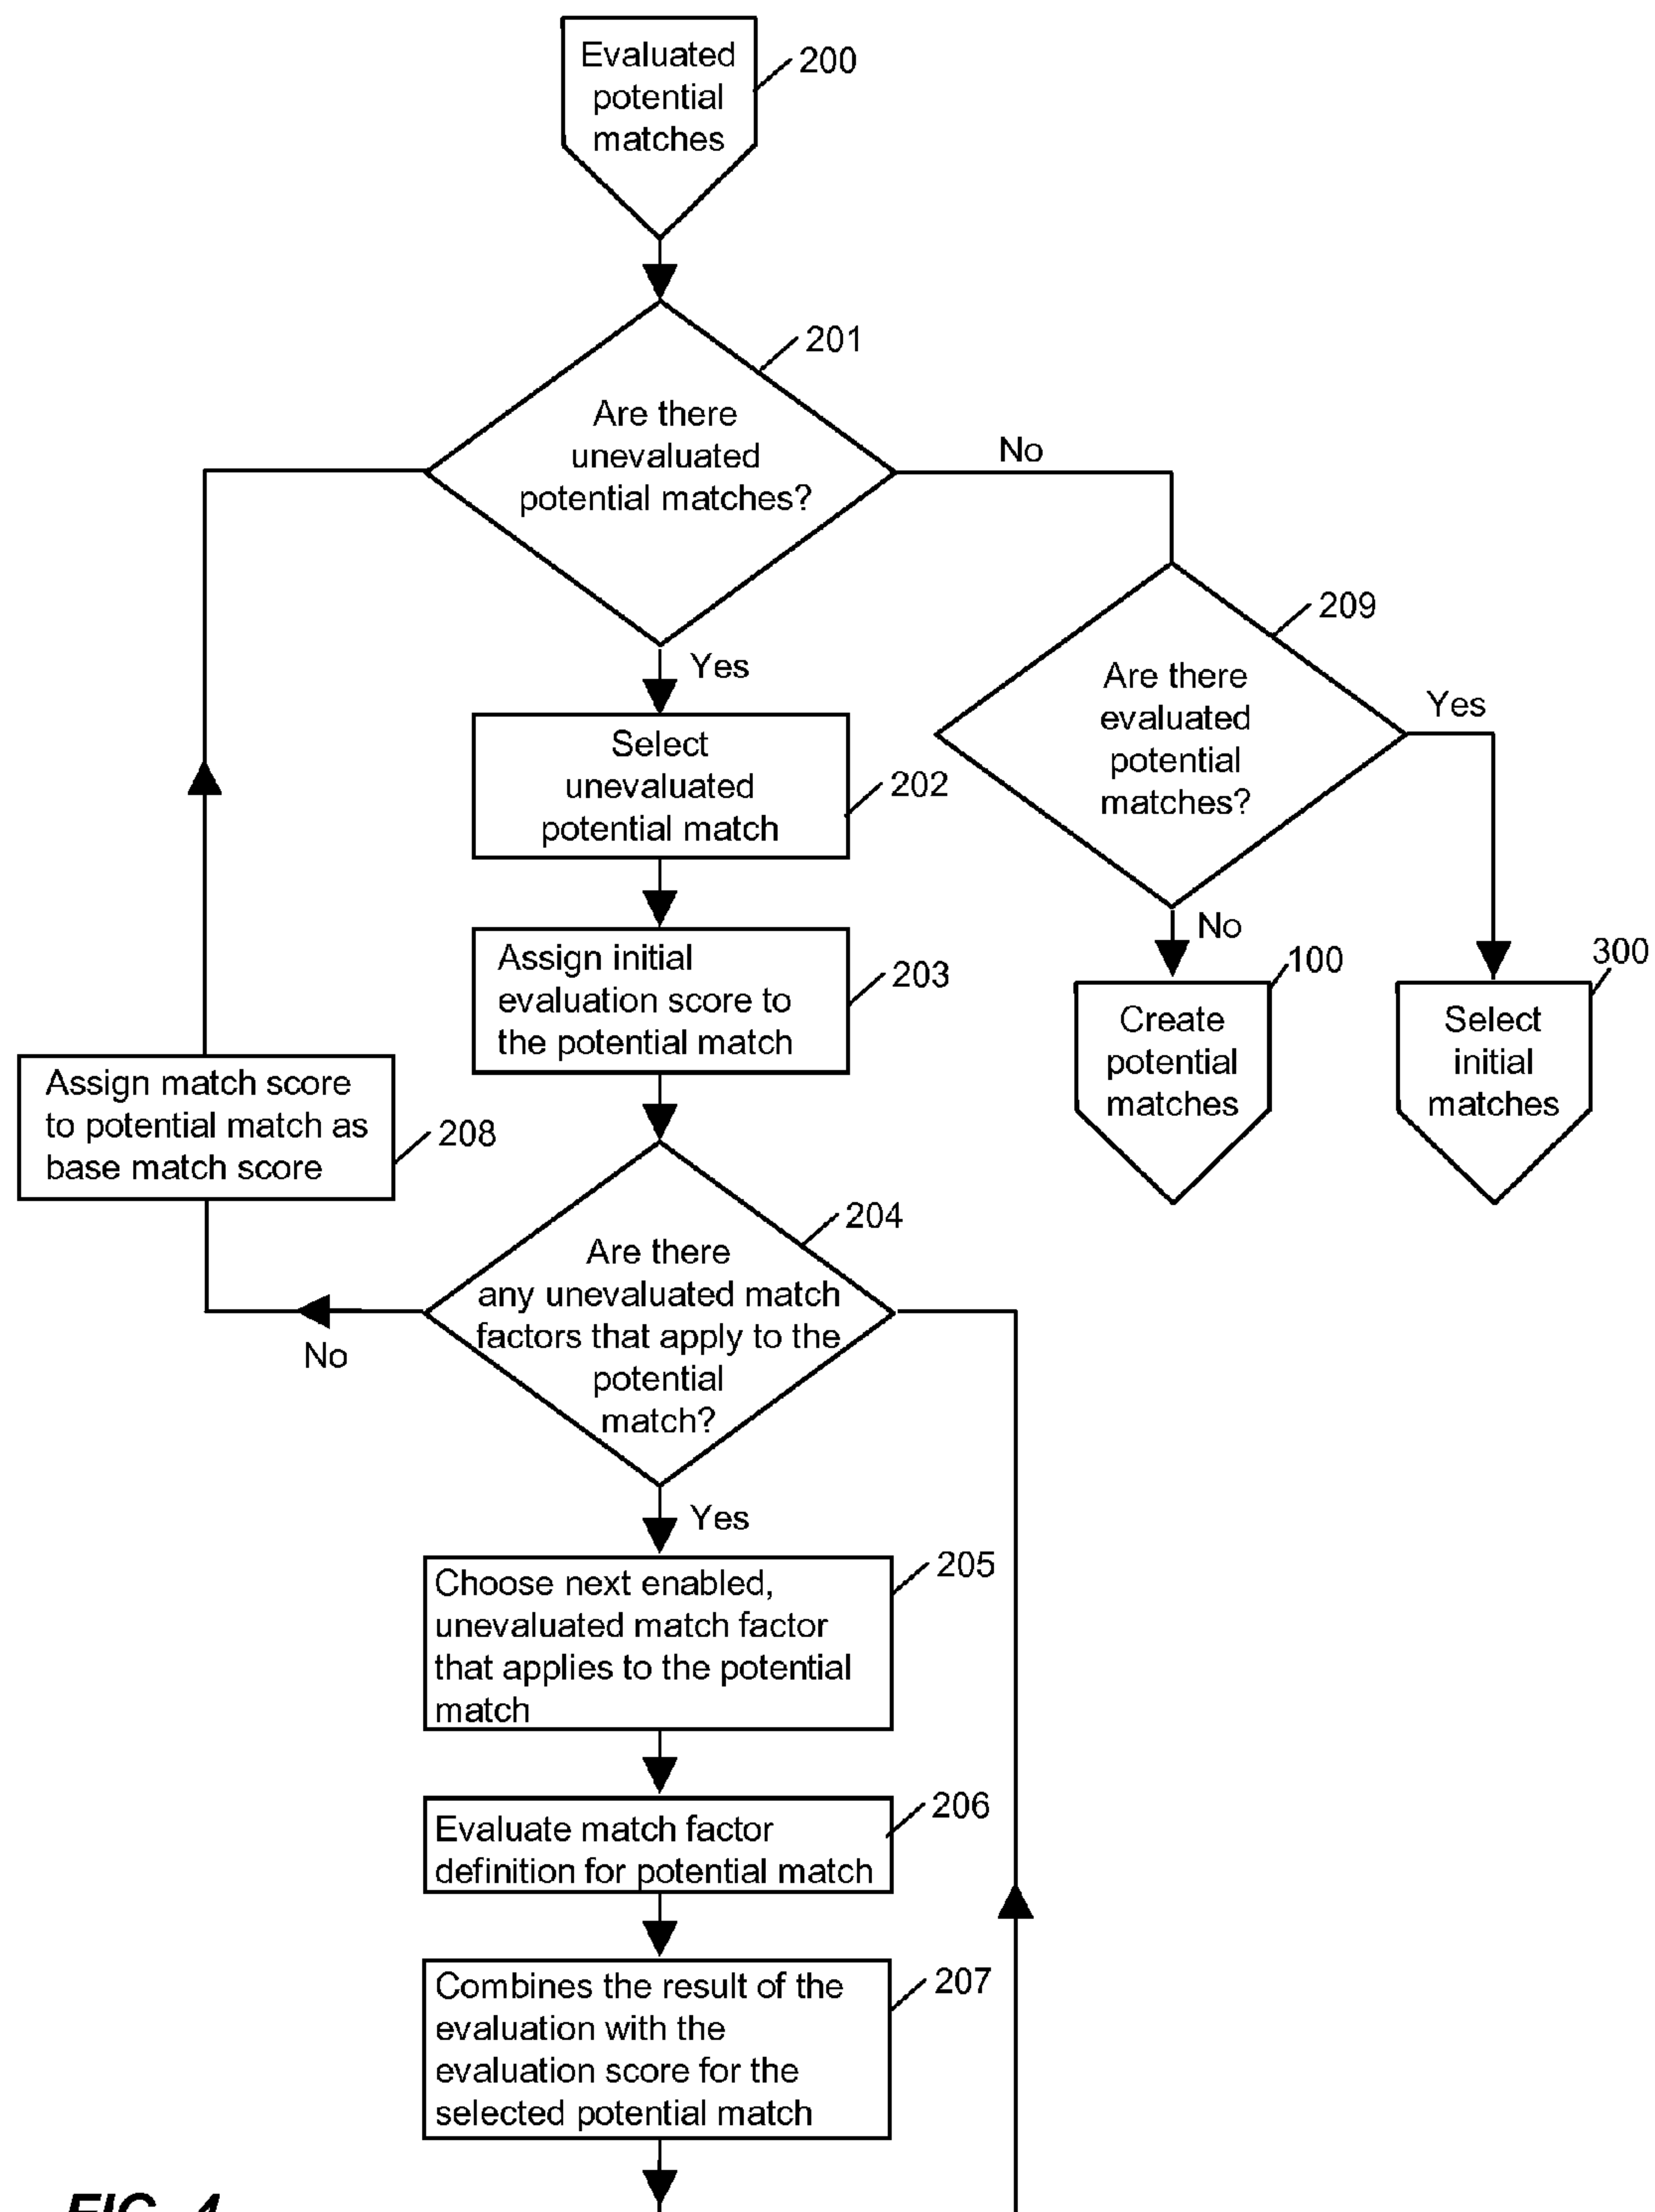 Evaluated
potential
matches
200
201
Are there
unevaluated
potential matches?
No
209
Are there
evaluated
potential
matches?
Yes
Yes
Select
unevaluated
potential match
202
No
Assign initial
evaluation score to
the potential match
203
100
Create
potential
matches
300
Select
initial
matches
Assign match score
to potential match as
base match score
208
204
Are there
any unevaluated match
factors that apply to the
potential
match?
No
Yes
Choose next enabled,
unevaluated match factor
that applies to the potential
match
205
Evaluate match factor
definition for potential match
206
Combines the result of the
evaluation with the
evaluation score for the
selected potential match
207
FIG. 4